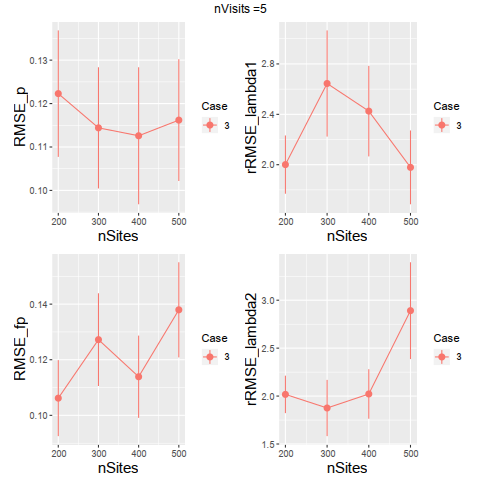 nVisits =5
RMSE_p
0.13
0.12
0.11
0.10
200 300 400 500
nSites
Case
3
rRMSE_lambda1
2.8
2.4
2.0
200 300 400 500
nSites
Case
3
RMSE_fp
0.14
0.12
0.10
200 300 400 500
nSites
Case
3
rRMSE_lambda2
3.0
2.5
2.0
1.5
200 300 400 500
nSites
Case
3